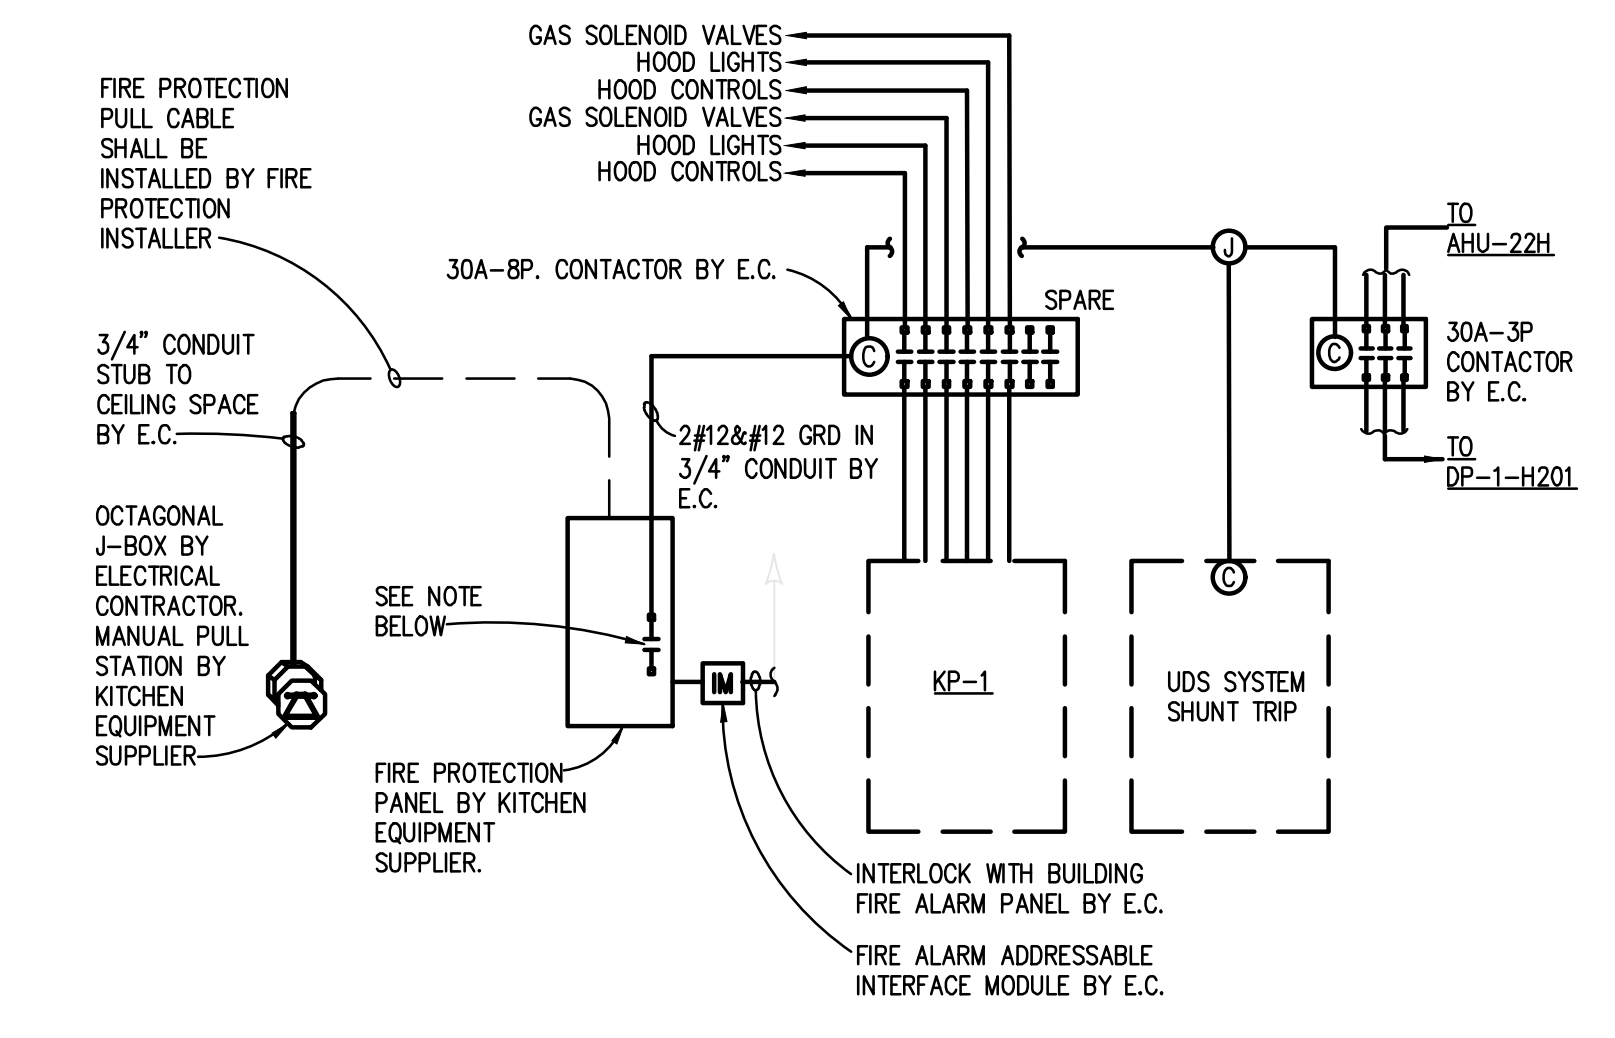 GAS SOLENOID VALVES
HOOD LIGHTS
HOOD CONTROLS
GAS SOLENOID VALVES
HOOD LIGHTS
HOOD CONTROLS
FIRE PROTECTION
PULL CABLE
SHALL BE
INSTALLED BY FIRE
PROTECTION
INSTALLER
30A-8P. CONTACTOR BY E.C.
SPARE
J
TO
AHU-22H
C
C
30A-3P
CONTACTOR
BY E.C.
TO
DP-1-H201
3/4" CONDUIT
STUB TO
CEILING SPACE
BY E.C.
2#12&#12 GRD IN
3/4" CONDUIT BY
E.C.
OCTAGONAL
J-BOX BY
ELECTRICAL
CONTRACTOR.
MANUAL PULL
STATION BY
KITCHEN
EQUIPMENT
SUPPLIER
SEE NOTE
BELOW
IM
KP-1
C
UDS SYSTEM
SHUNT TRIP
FIRE PROTECTION
PANEL BY KITCHEN
EQUIPMENT
SUPPLIER.
INTERLOCK WITH BUILDING
FIRE ALARM PANEL BY E.C.
FIRE ALARM ADDRESSABLE
INTERFACE MODULE BY E.C.